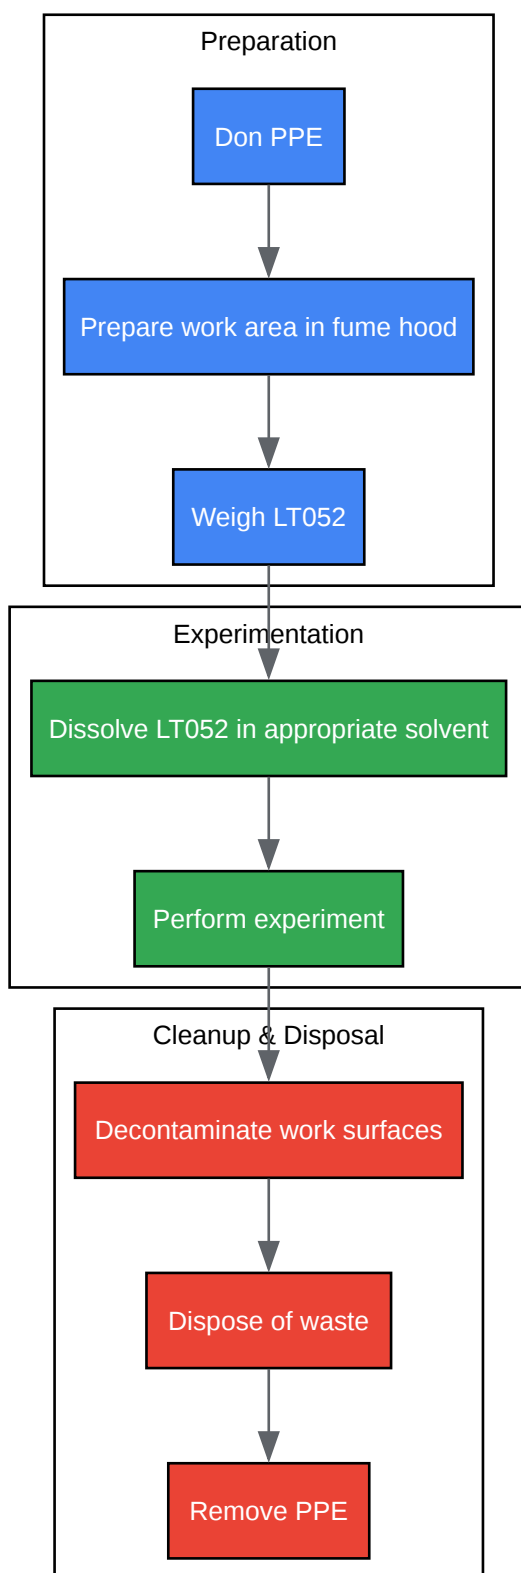 Preparation
Don PPE
Prepare work area in fume hood
Weigh LT052
Experimentation
Dissolve LT052 in appropriate solvent
Perform experiment
Cleanup & Disposal
Decontaminate work surfaces
Dispose of waste
Remove PPE